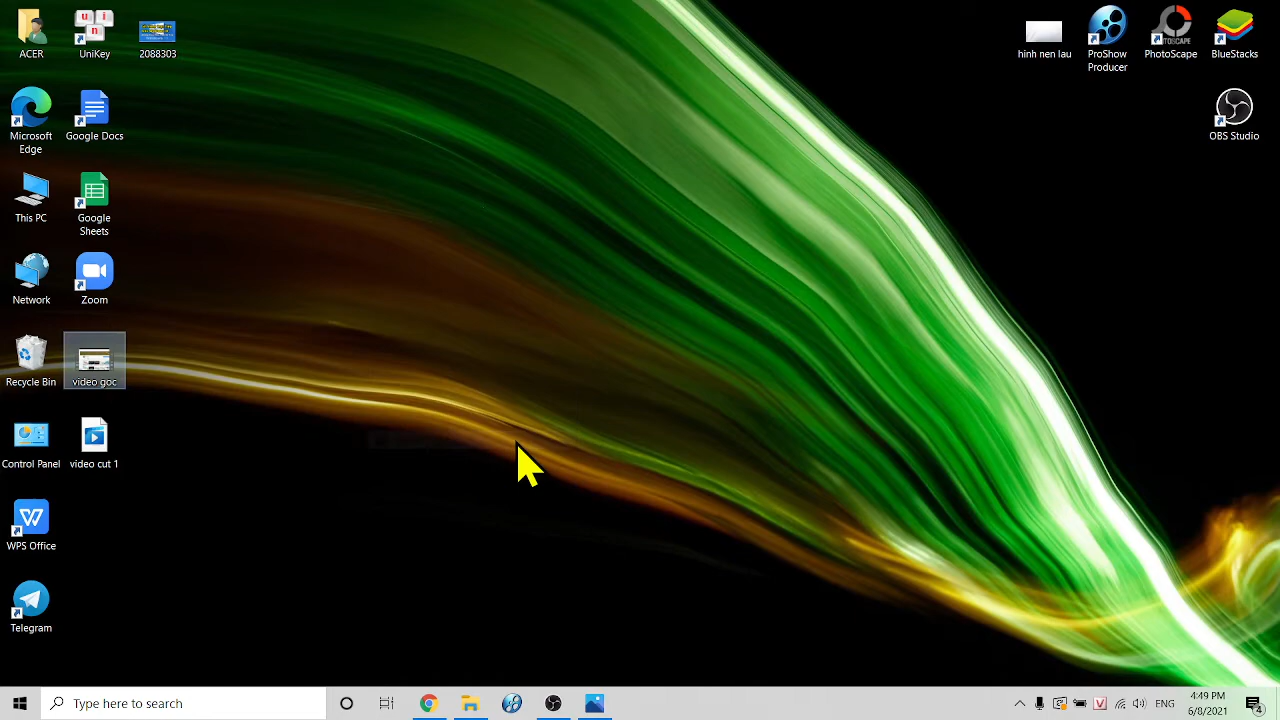 ACER
UniKey
2088303
hinh nen lau
ProShow
Producer
PhotoScape
BlueStacks
Microsoft
Edge
Google Docs
OBS Studio
This PC
Google
Sheets
Network
Zoom
Recycle Bin
video goc
Control Panel
video cut 1
WPS Office
Telegram
Type here to search
ENG
4:49 PM
6/8/2021
4